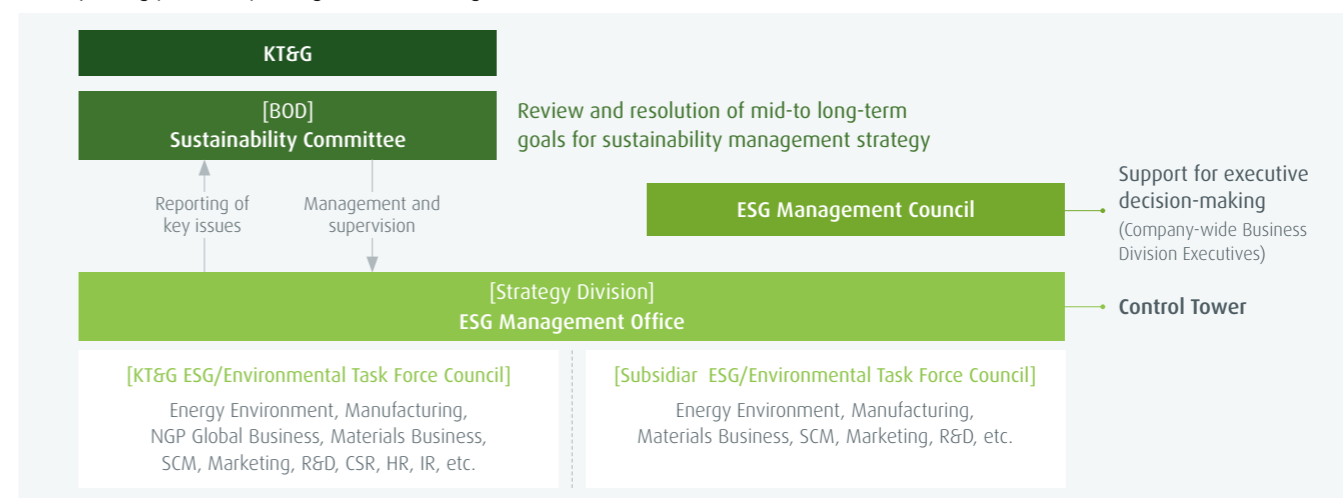 KT&G
[BOD]
Sustainability Committee
Review and resolution of mid-to long-term
goals for sustainability management strategy
Reporting of
key issues
Management and
supervision
ESG Management Council
Support for executive
decision-making
(Company-wide Business
Division Executives)
[Strategy Division]
ESG Management Office
Control Tower
[KT&G ESG/Environmental Task Force Council]
Energy Environment, Manufacturing,
NGP Global Business, Materials Business,
SCM, Marketing, R&D, CSR, HR, IR, etc.
[Subsidiar ESG/Environmental Task Force Council]
Energy Environment, Manufacturing,
Materials Business, SCM, Marketing, R&D, etc.